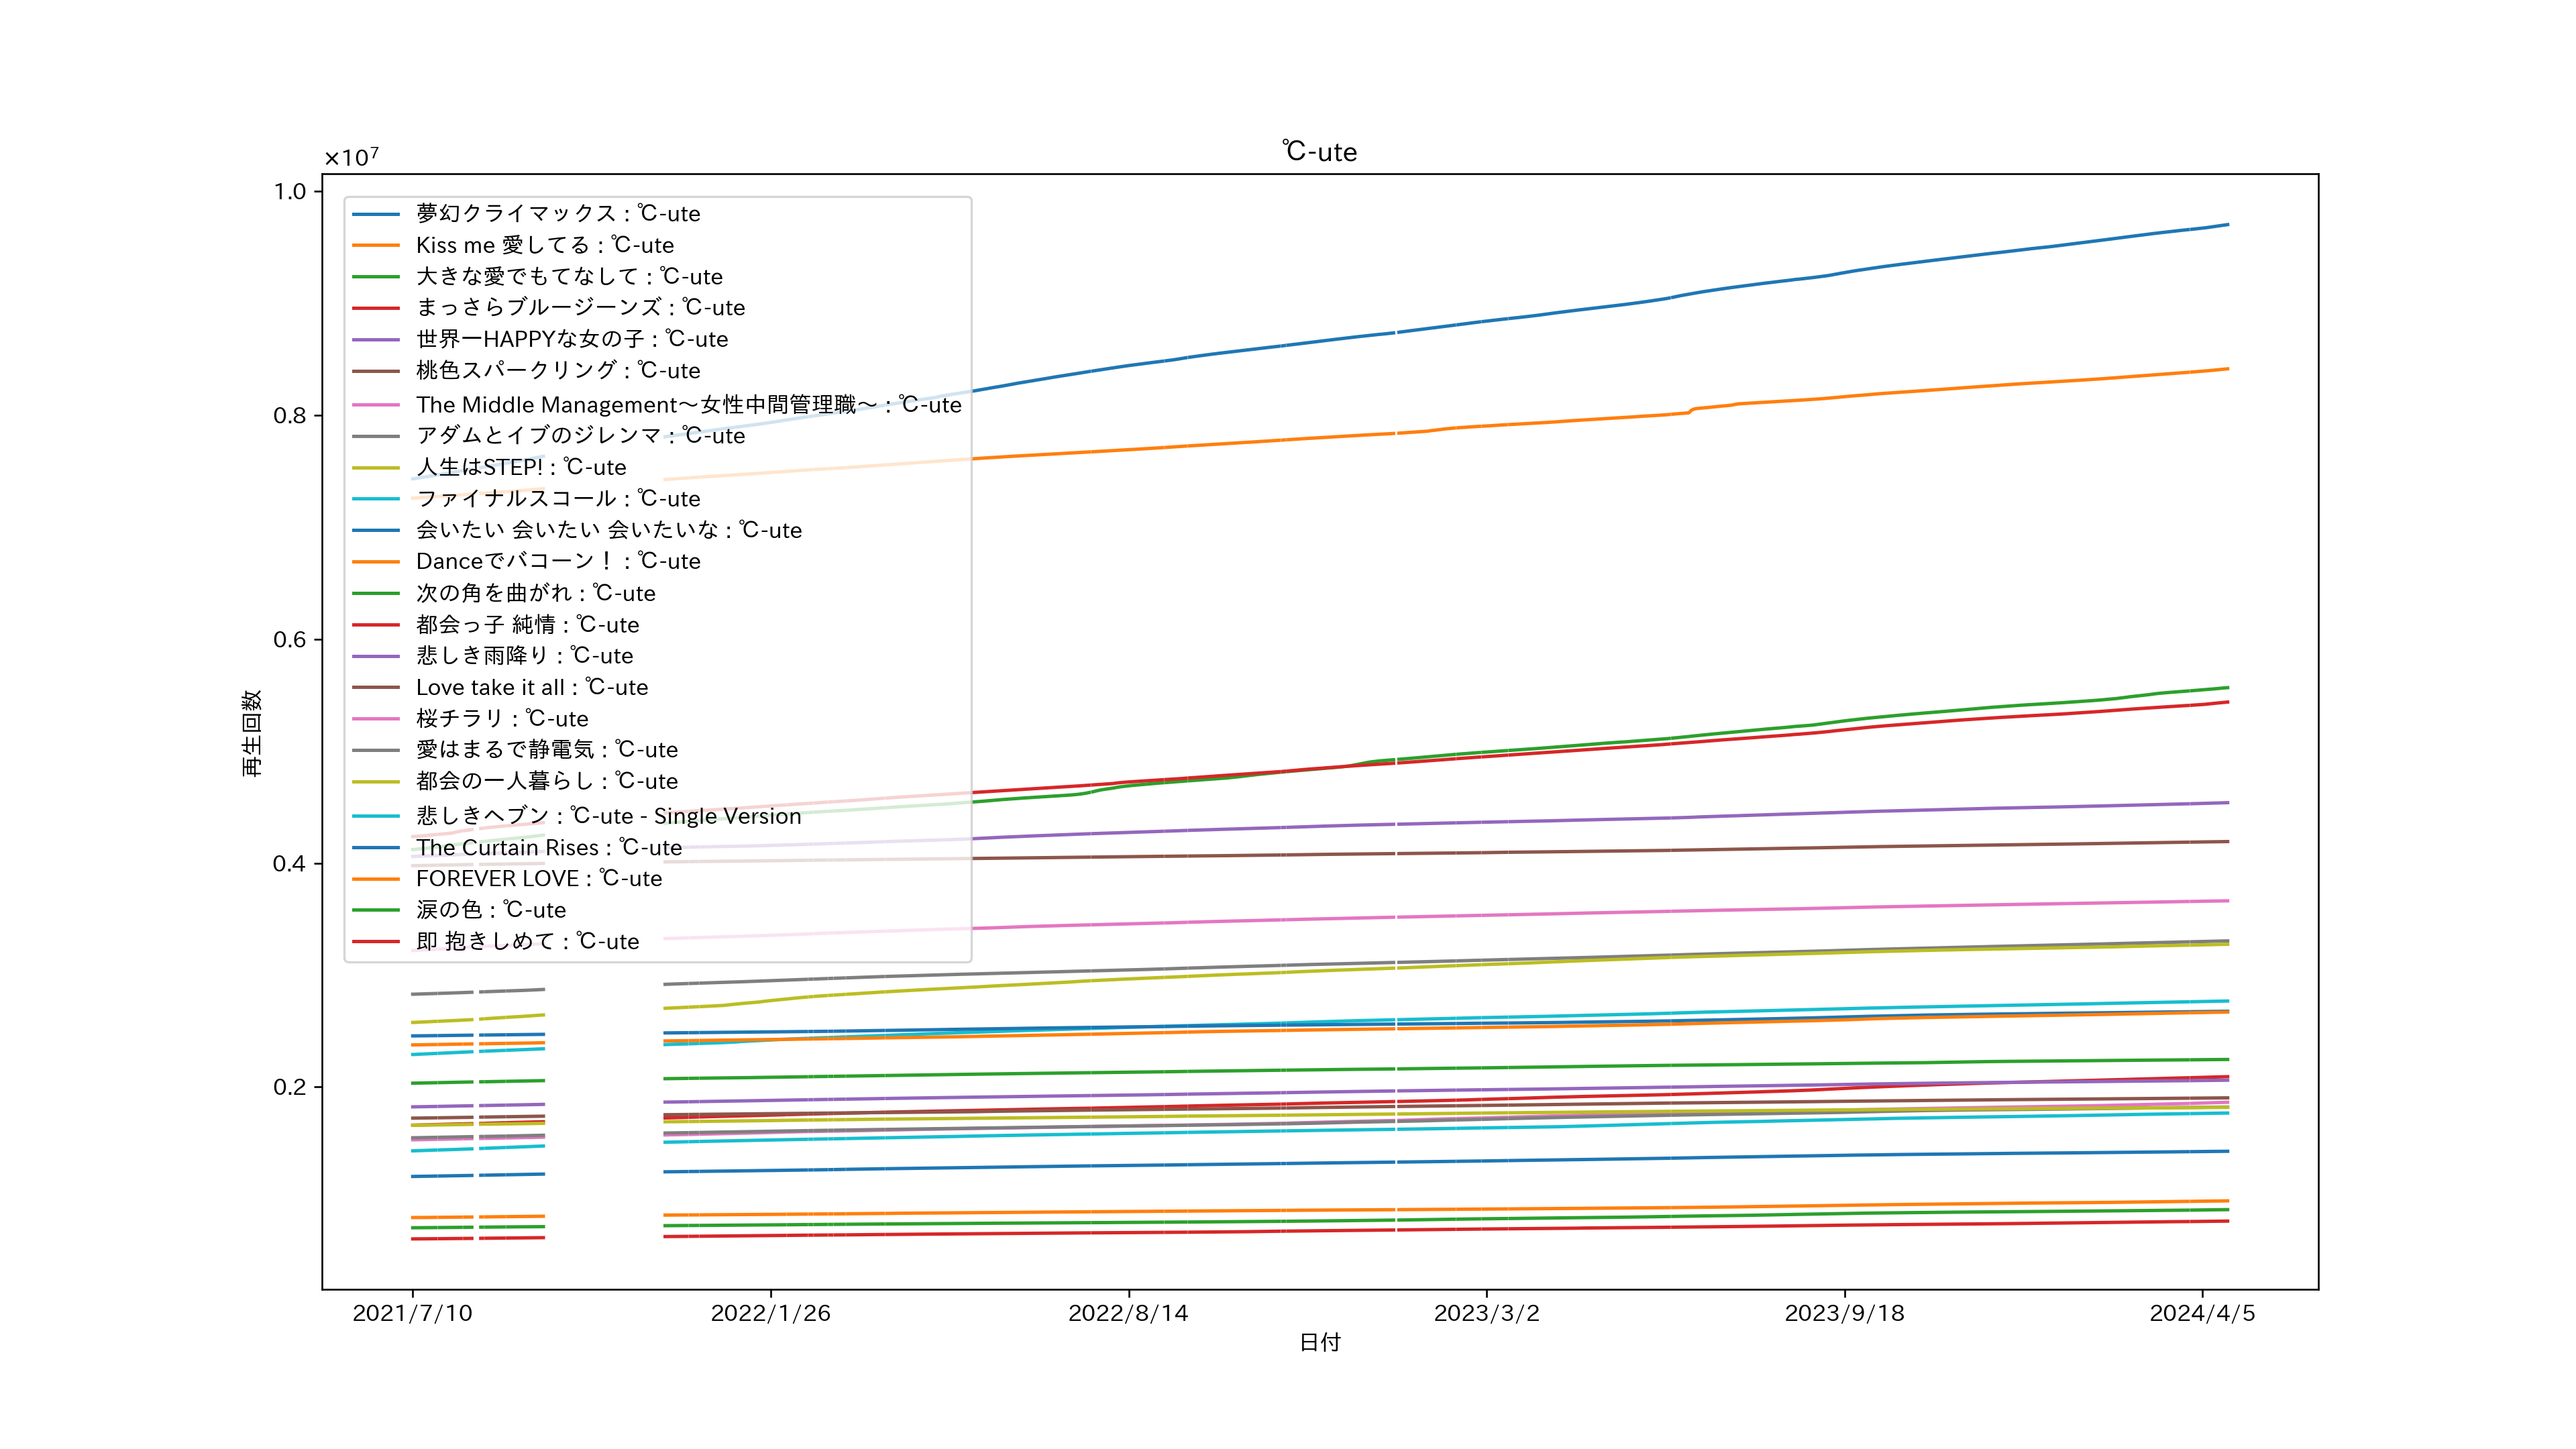 ℃-ute
×10⁷
1.0
0.8
0.6
0.4
0.2
再生回数
夢幻クライマックス : ℃-ute
Kiss me 愛してる : ℃-ute
大きな愛でもてなして : ℃-ute
まっさらブルージーンズ : ℃-ute
世界一HAPPYな女の子 : ℃-ute
桃色スパークリング : ℃-ute
The Middle Management〜女性中間管理職〜 : ℃-ute
アダムとイブのジレンマ : ℃-ute
人生はSTEP! : ℃-ute
ファイナルスコール : ℃-ute
会いたい 会いたい 会いたいな : ℃-ute
Danceでバコーン！ : ℃-ute
次の角を曲がれ : ℃-ute
都会っ子 純情 : ℃-ute
悲しき雨降り : ℃-ute
Love take it all : ℃-ute
桜チラリ : ℃-ute
愛はまるで静電気 : ℃-ute
都会の一人暮らし : ℃-ute
悲しきヘブン : ℃-ute - Single Version
The Curtain Rises : ℃-ute
FOREVER LOVE : ℃-ute
涙の色 : ℃-ute
即 抱きしめて : ℃-ute
2021/7/10 2022/1/26 2022/8/14 2023/3/2 2023/9/18 2024/4/5
日付